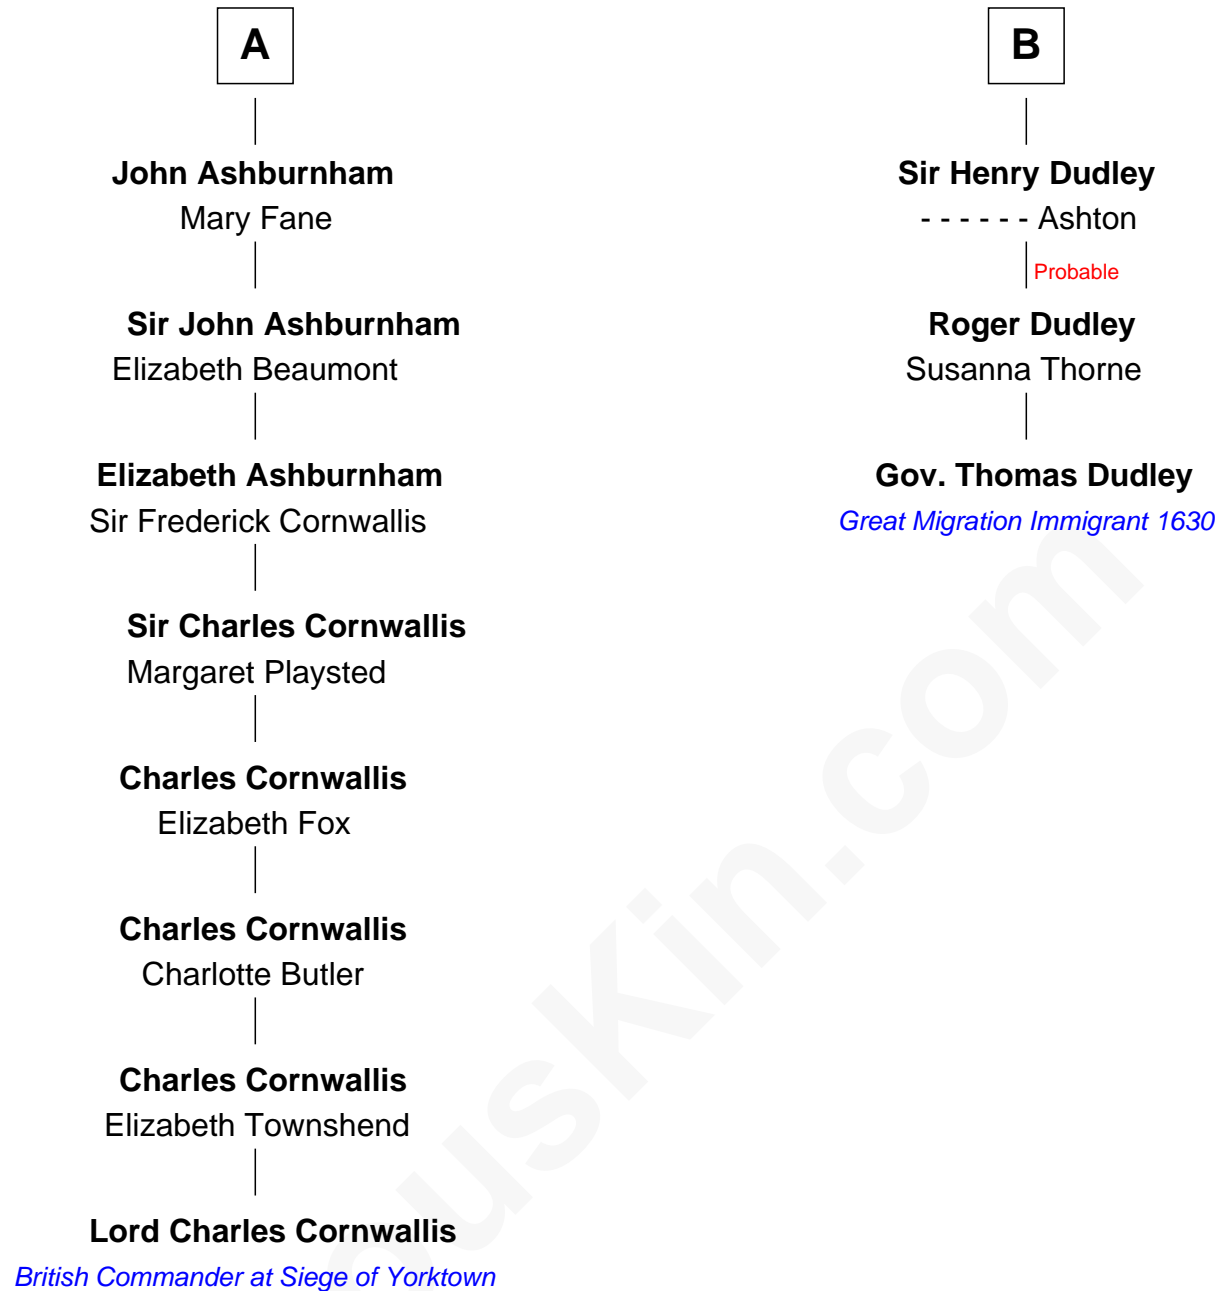 A
John Ashburnham
Mary Fane
Sir John Ashburnham
Elizabeth Beaumont
Elizabeth Ashburnham
Sir Frederick Cornwallis
Sir Charles Cornwallis
Margaret Playsted
Charles Cornwallis
Elizabeth Fox
Charles Cornwallis
Charlotte Butler
Charles Cornwallis
Elizabeth Townshend
Lord Charles Cornwallis
British Commander at Siege of Yorktown
B
Sir Henry Dudley
- - - - - - Ashton
Probable
Roger Dudley
Susanna Thorne
Gov. Thomas Dudley
Great Migration Immigrant 1630
ousKin.com